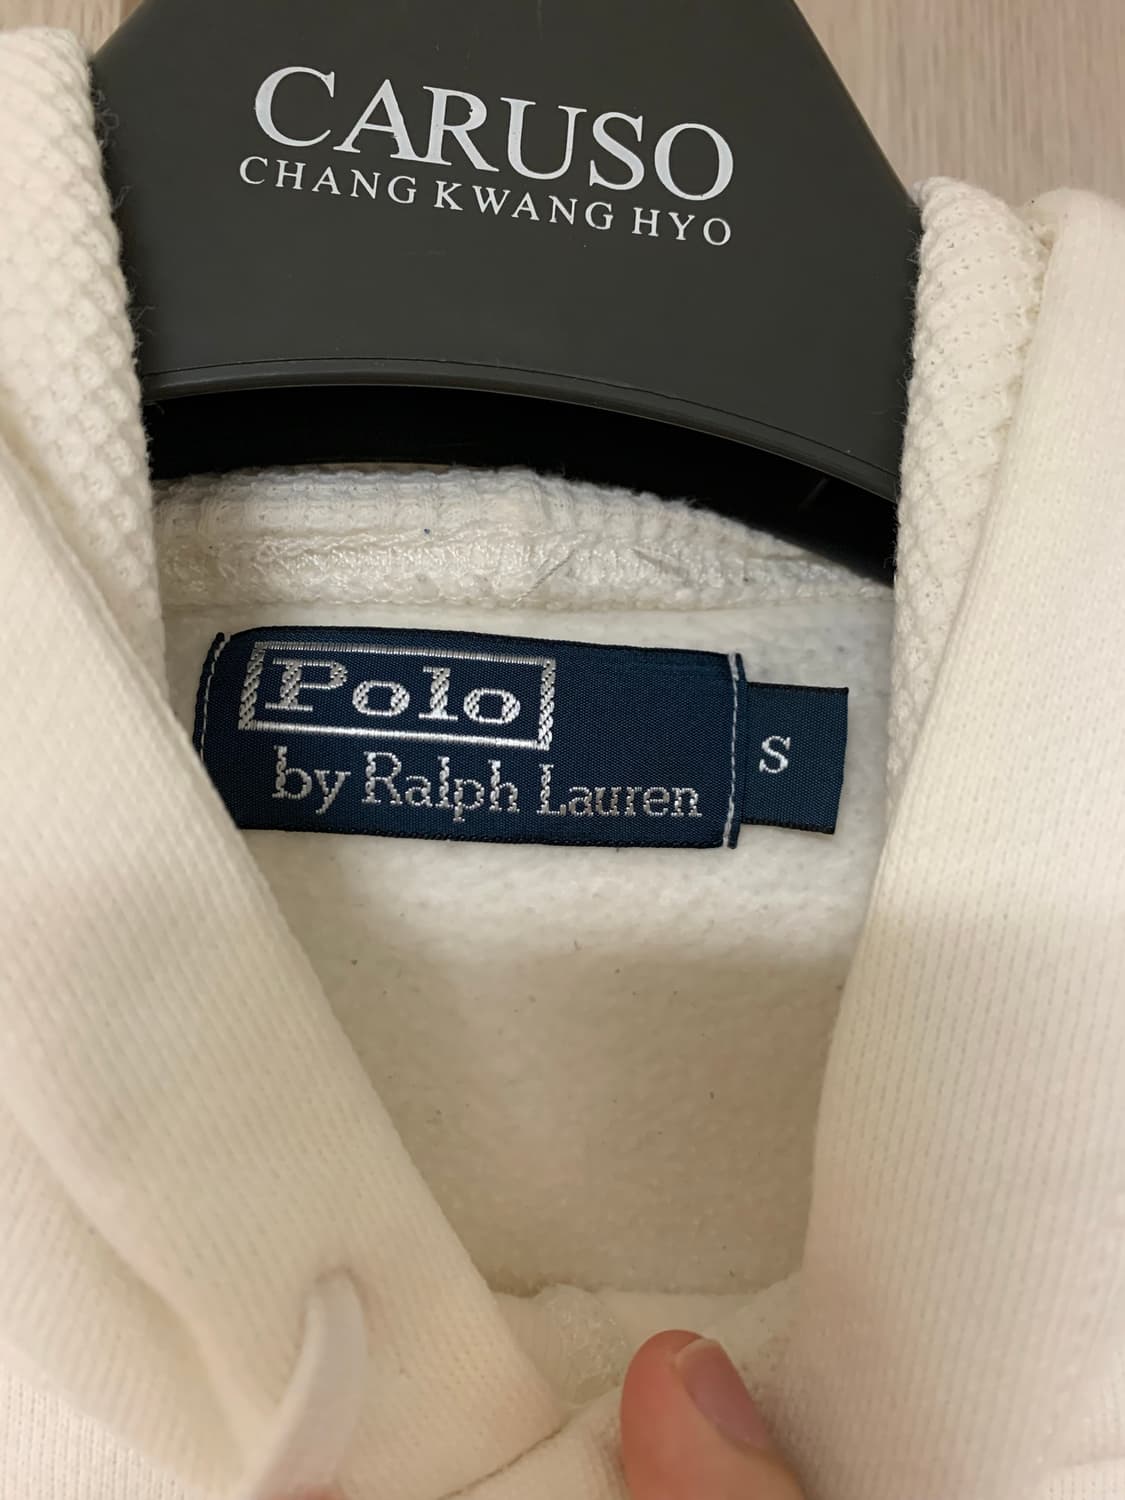 CARUSO
CHANG KWANG HYO
Polo
by Ralph Lauren
S